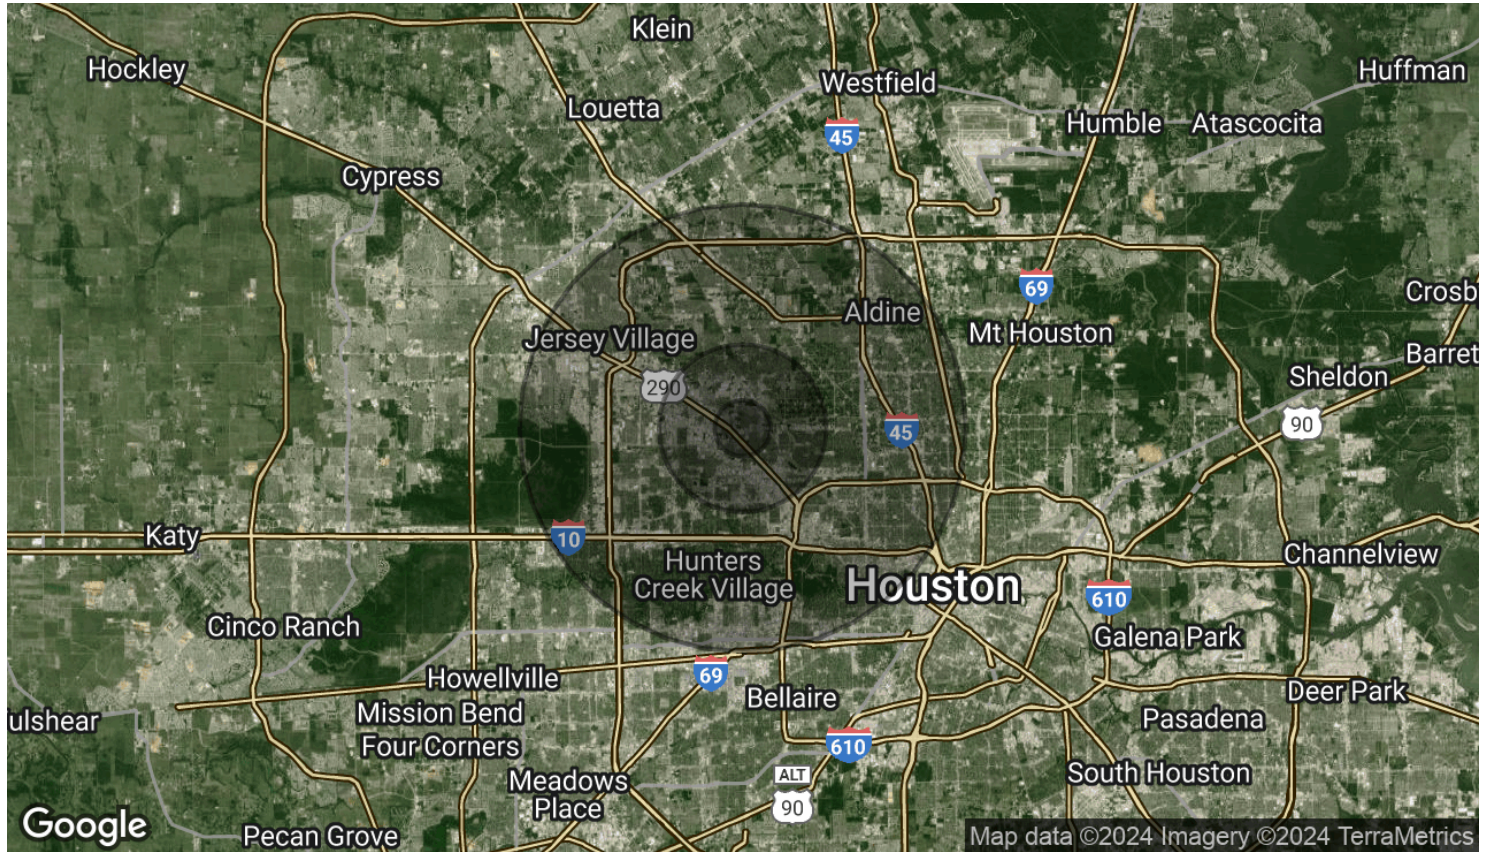 Klein
Hockley
Huffman
Westfield
Louetta
Humble
Atascocita
45
Cypress
69
Crosb
Aldine
Mt Houston
Jersey Village
Barret
Sheldon
290
90
45
Katy
10
Channelview
Hunters
Creek Village
Houston
610
Cinco Ranch
Galena Park
Howellville
69
Deer Park
Bellaire
ulshear
Mission Bend
Pasadena
Four Corners
610
South Houston
Meadows
Place
ALT
90
Google
Pecan Grove
Map data ©2024 Imagery ©2024 TerraMetrics